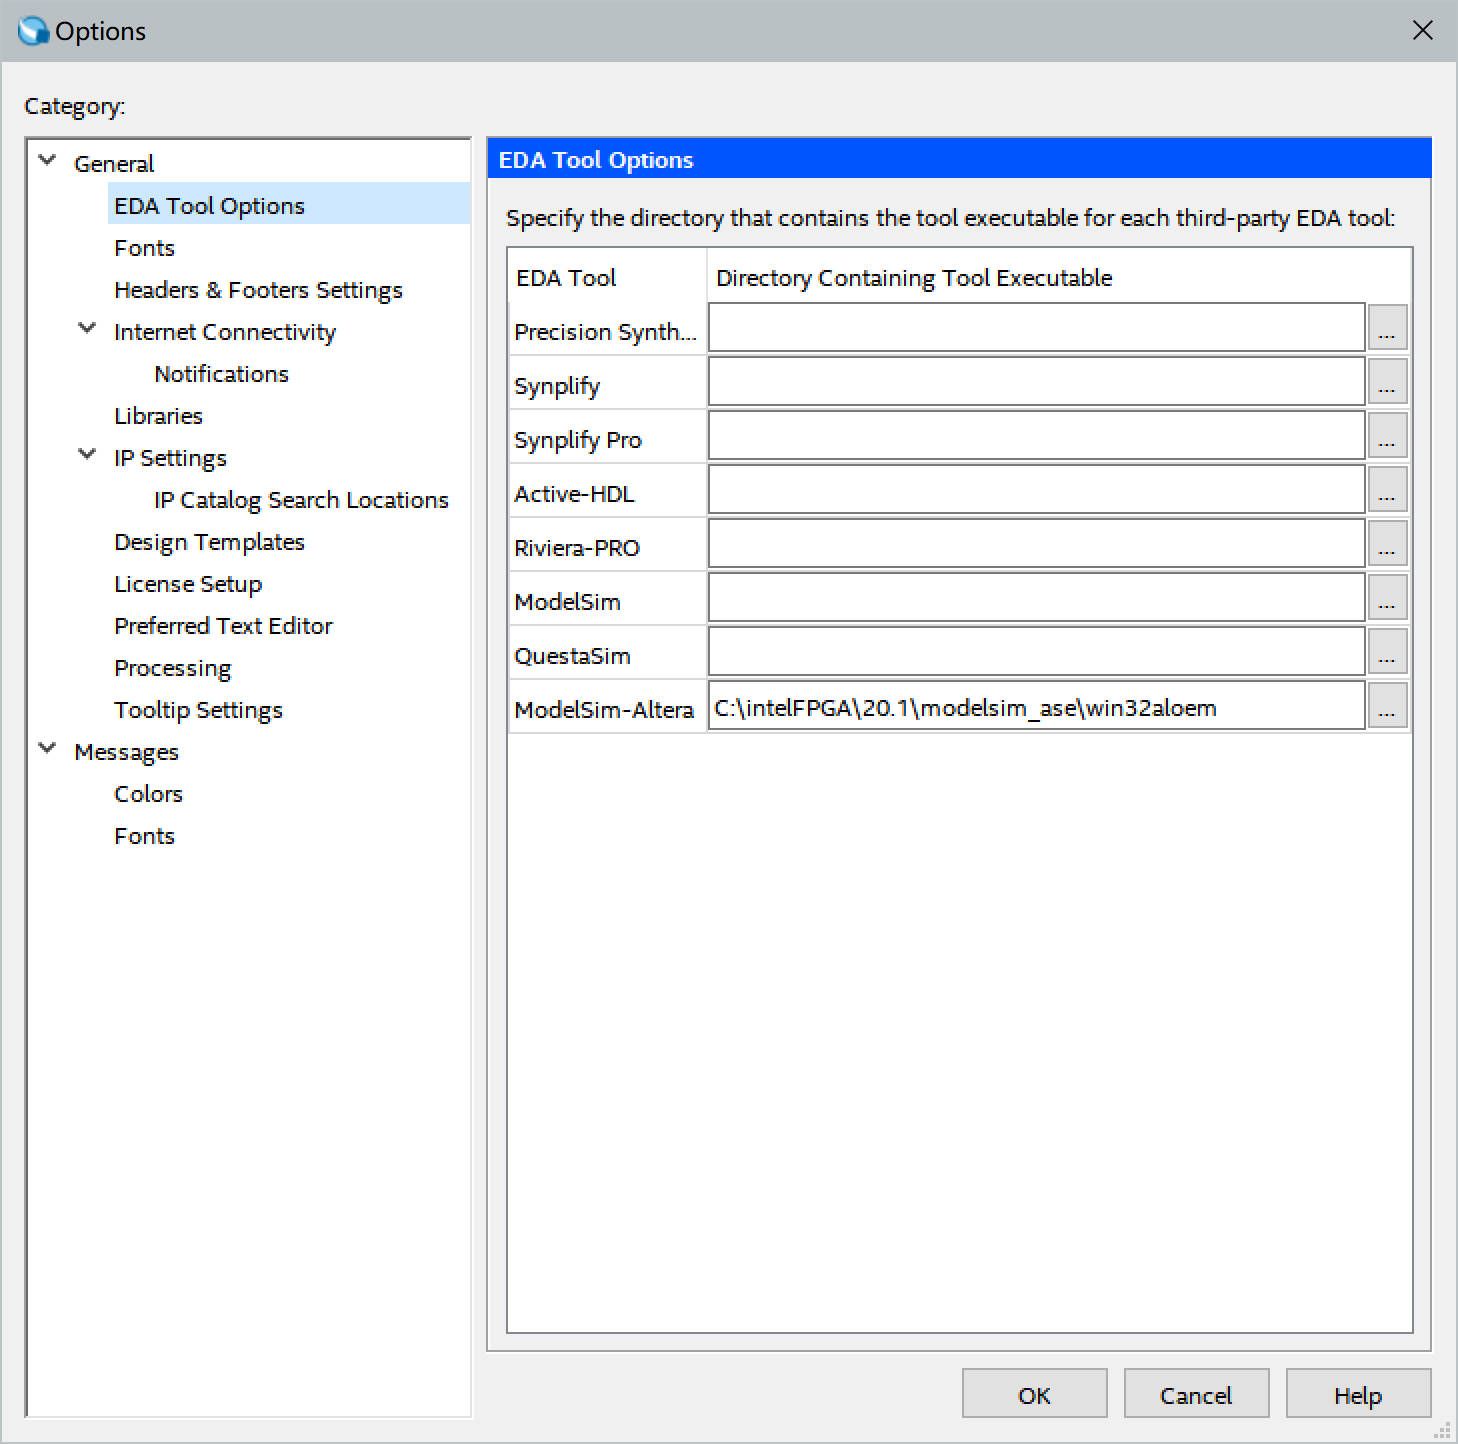 Options
Category:
General
EDA Tool Options
Fonts
Headers & Footers Settings
Internet Connectivity
Notifications
Libraries
IP Settings
IP Catalog Search Locations
Design Templates
License Setup
Preferred Text Editor
Processing
Tooltip Settings
Messages
Colors
Fonts
EDA Tool Options
Specify the directory that contains the tool executable for each third-party EDA tool:
EDA Tool Directory Containing Tool Executable
Precision Synth... ...
Synplify ...
Synplify Pro ...
Active-HDL ...
Riviera-PRO ...
ModelSim ...
QuestaSim ...
ModelSim-Altera C:\intelFPGA\20.1\modelsim_ase\win32aloem ...
OK Cancel Help